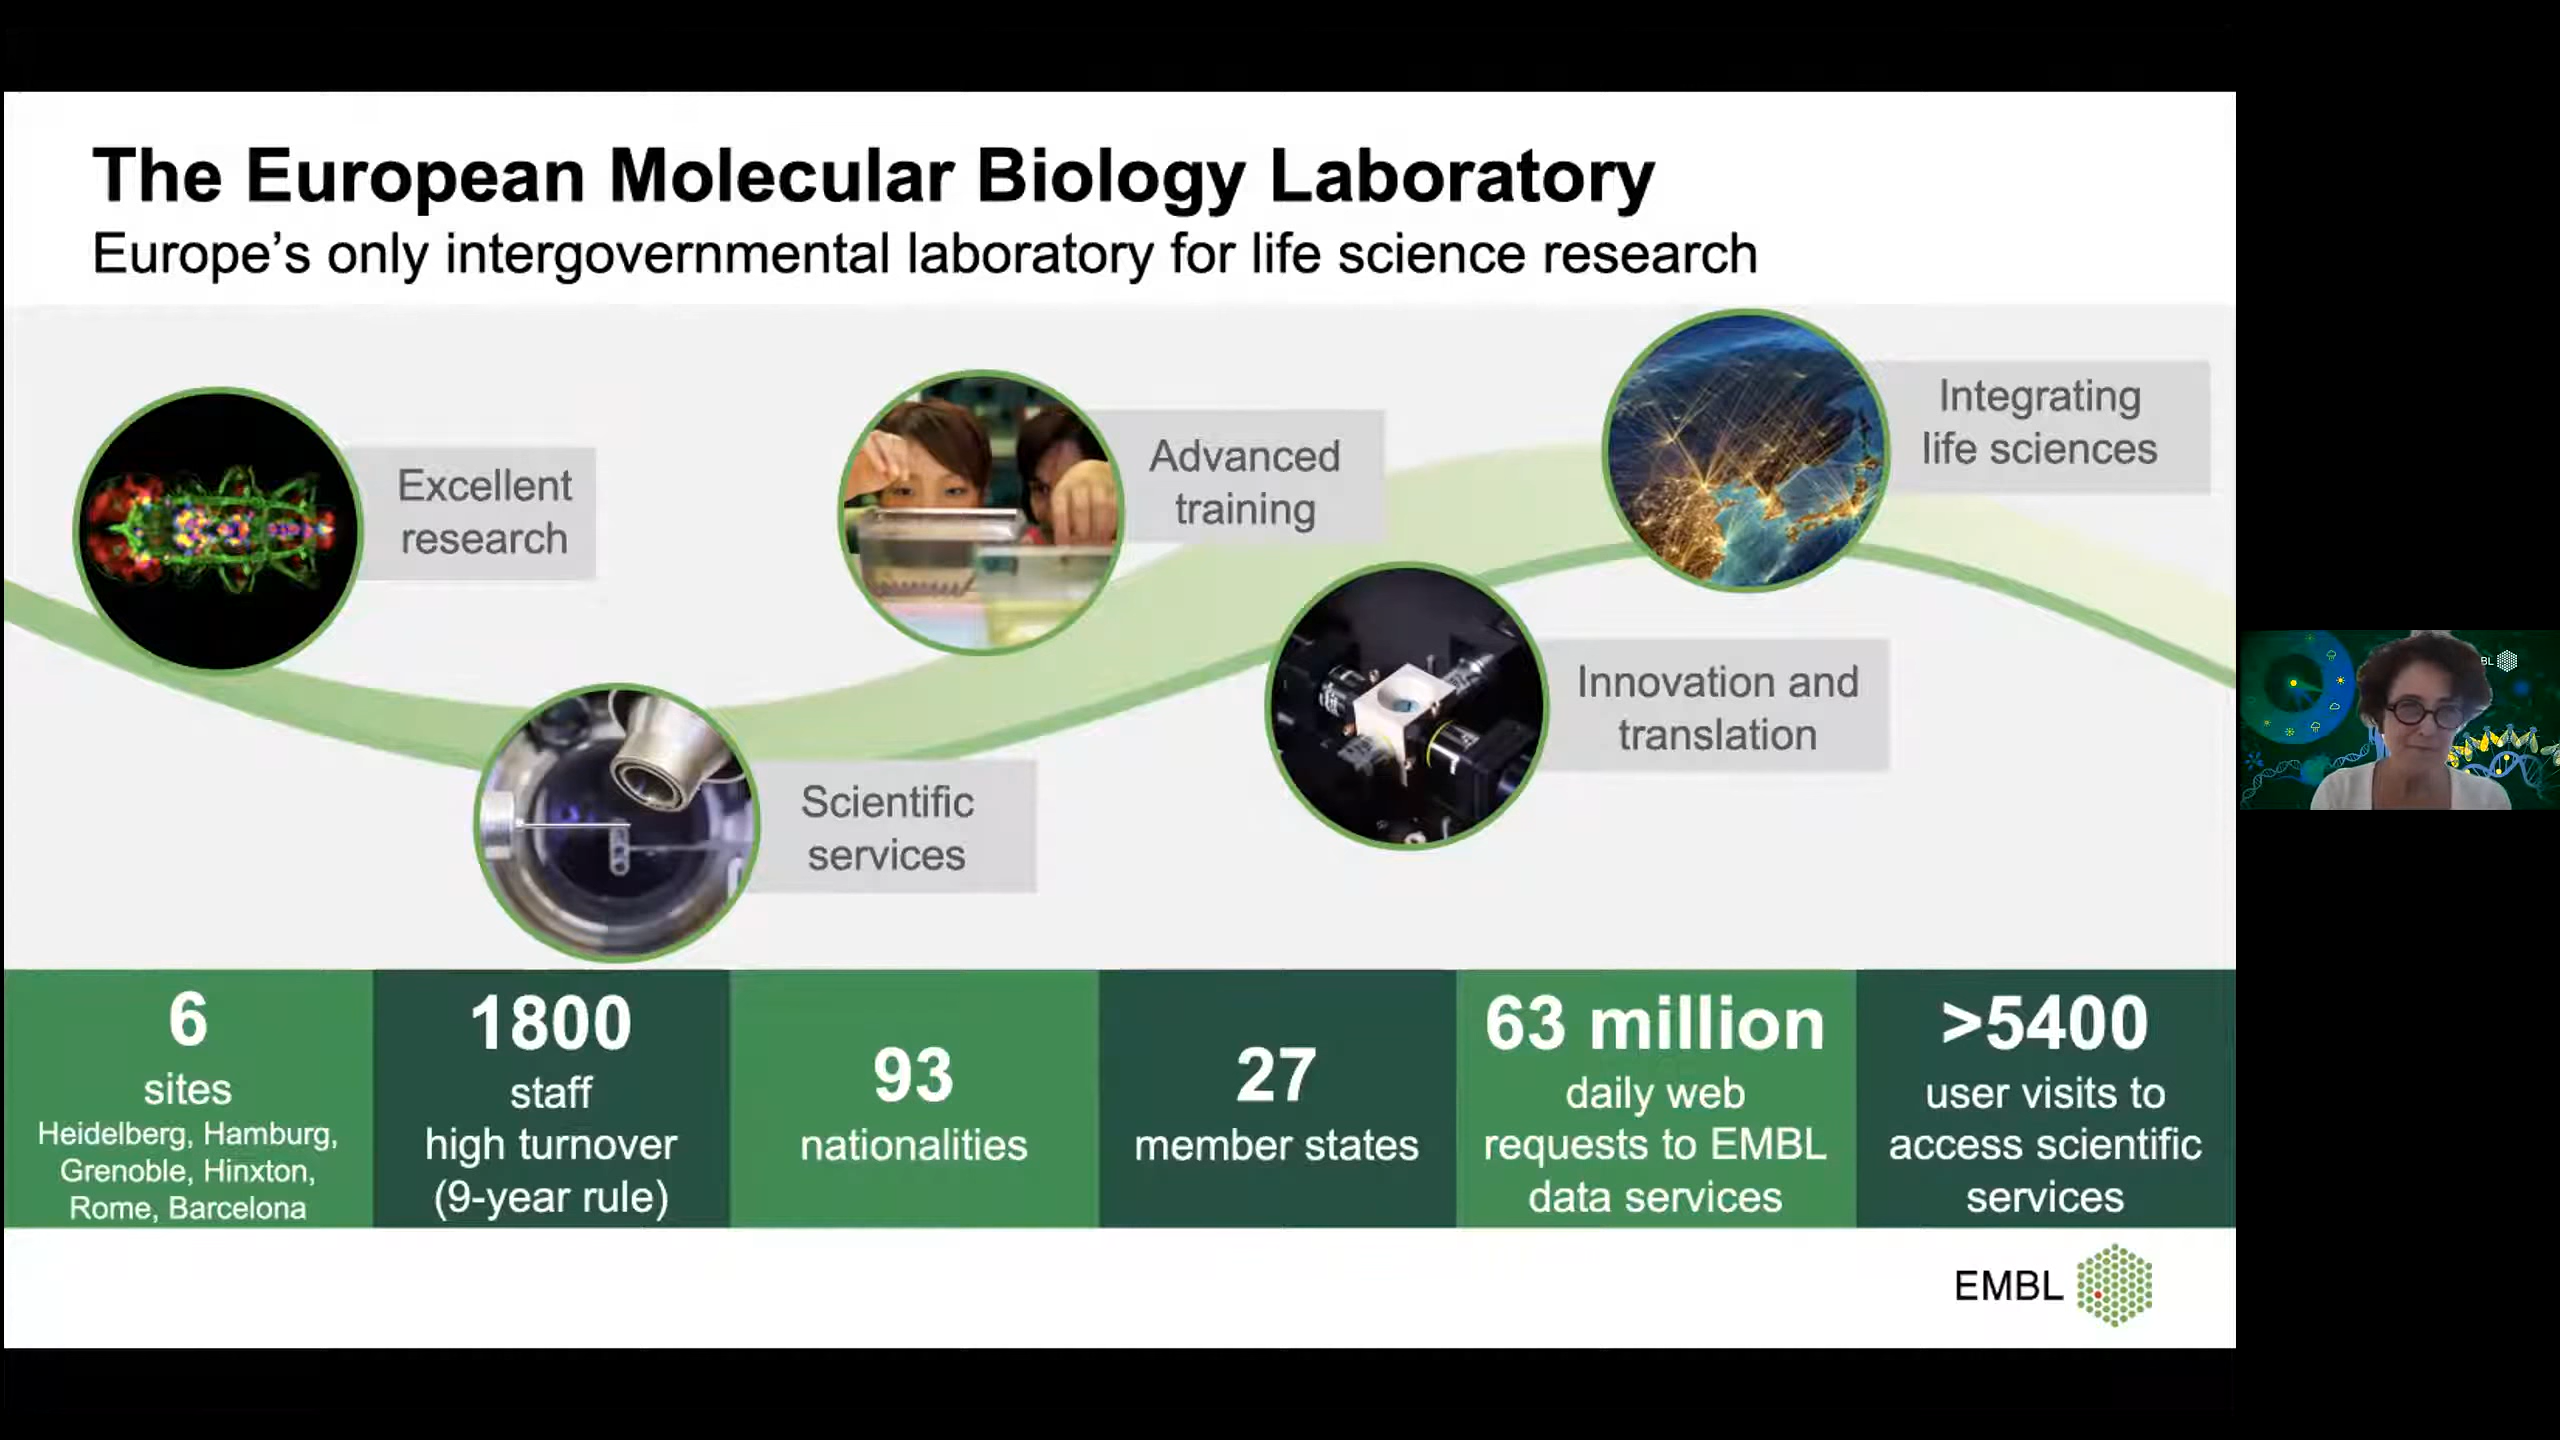 The European Molecular Biology Laboratory
Europe’s only intergovernmental laboratory for life science research
Excellent
research
Scientific
services
Advanced
training
Innovation and
translation
Integrating
life sciences
6
sites
Heidelberg, Hamburg,
Grenoble, Hinxton,
Rome, Barcelona
1800
staff
high turnover
(9-year rule)
93
nationalities
27
member states
63 million
daily web
requests to EMBL
data services
>5400
user visits to
access scientific
services
EMBL
BL